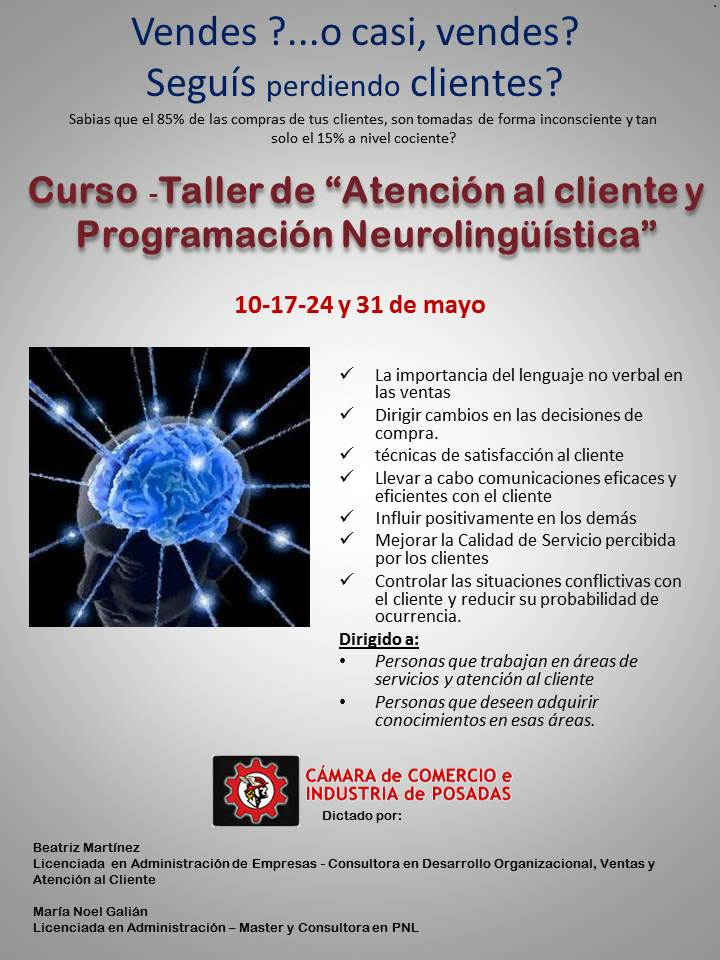 Vendes ?...o casi, vendes?
Seguís perdiendo clientes?
Sabias que el 85% de las compras de tus clientes, son tomadas de forma inconsciente y tan
solo el 15% a nivel cociente?
Curso -Taller de “Atención al cliente y
Programación Neurolingüística”
10-17-24 y 31 de mayo
✓ La importancia del lenguaje no verbal en
las ventas
✓ Dirigir cambios en las decisiones de
compra.
✓ técnicas de satisfacción al cliente
✓ Llevar a cabo comunicaciones eficaces y
eficientes con el cliente
✓ Influir positivamente en los demás
✓ Mejorar la Calidad de Servicio percibida
por los clientes
✓ Controlar las situaciones conflictivas con
el cliente y reducir su probabilidad de
ocurrencia.
Dirigido a:
• Personas que trabajan en áreas de
servicios y atención al cliente
• Personas que deseen adquirir
conocimientos en esas áreas.
CÁMARA de COMERCIO e
INDUSTRIA de POSADAS
Dictado por:
Beatriz Martínez
Licenciada en Administración de Empresas - Consultora en Desarrollo Organizacional, Ventas y
Atención al Cliente
María Noel Galián
Licenciada en Administración – Master y Consultora en PNL